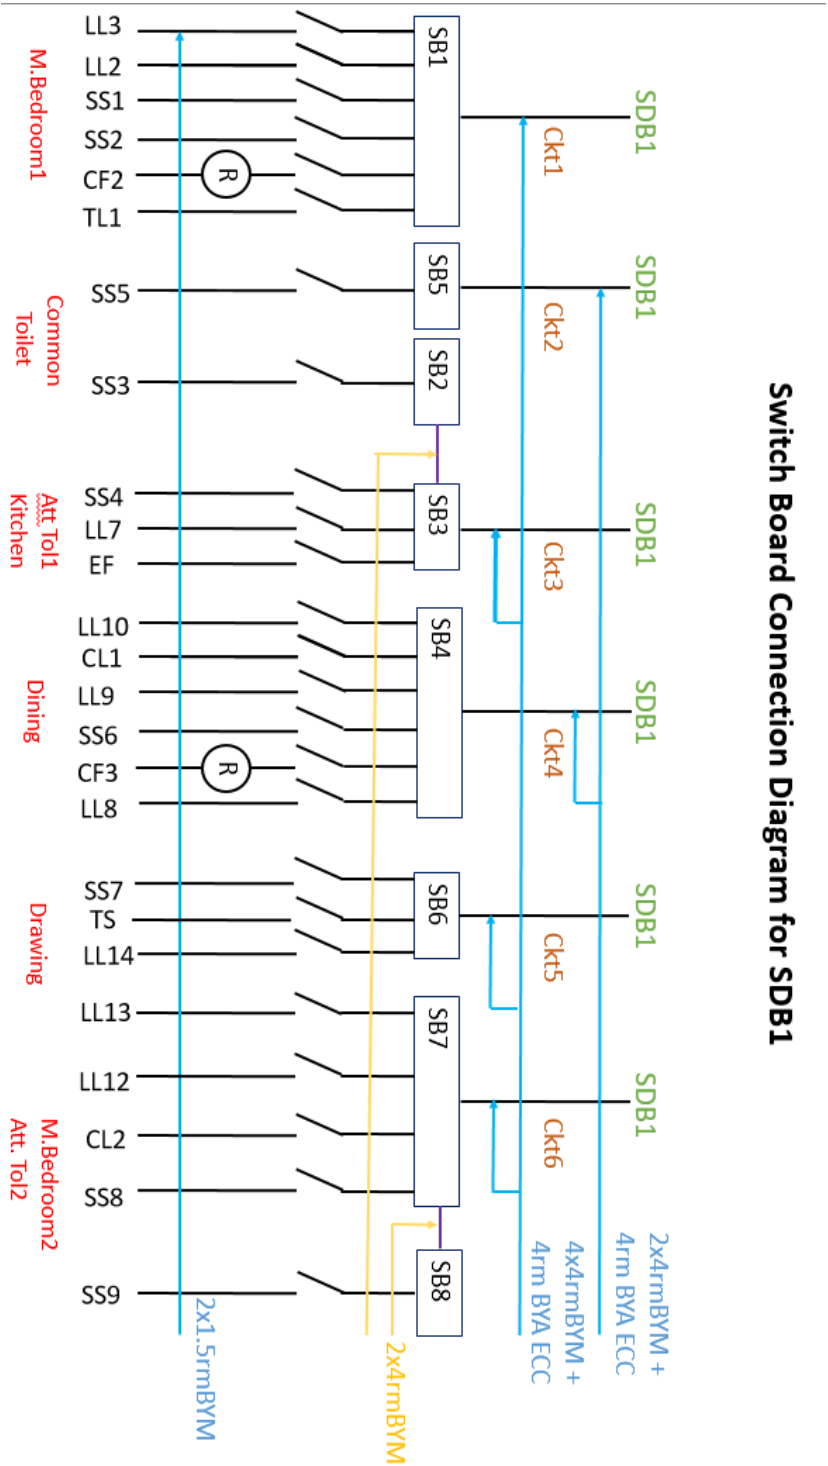 Switch Board Connection Diagram for SDB1
SDB1
SDB1
SDB1
SDB1
SDB1
SDB1
2x4rmBYM +
4rm BYA ECC
4x4rmBYM +
4rm BYA ECC
Ckt1
Ckt2
Ckt3
Ckt4
Ckt5
Ckt6
SB1
SB5
SB2
SB3
SB4
SB6
SB7
SB8
2x4rmBYM
R
R
2x1.5rmBYM
LL3
LL2
SS1
SS2
CF2
TL1
SS5
SS3
SS4
LL7
EF
LL10
CL1
LL9
SS6
CF3
LL8
SS7
TS
LL14
LL13
LL12
CL2
SS8
SS9
M.Bedroom1
Common
Toilet
Att Tol1
Kitchen
Dining
Drawing
M.Bedroom2
Att. Tol2